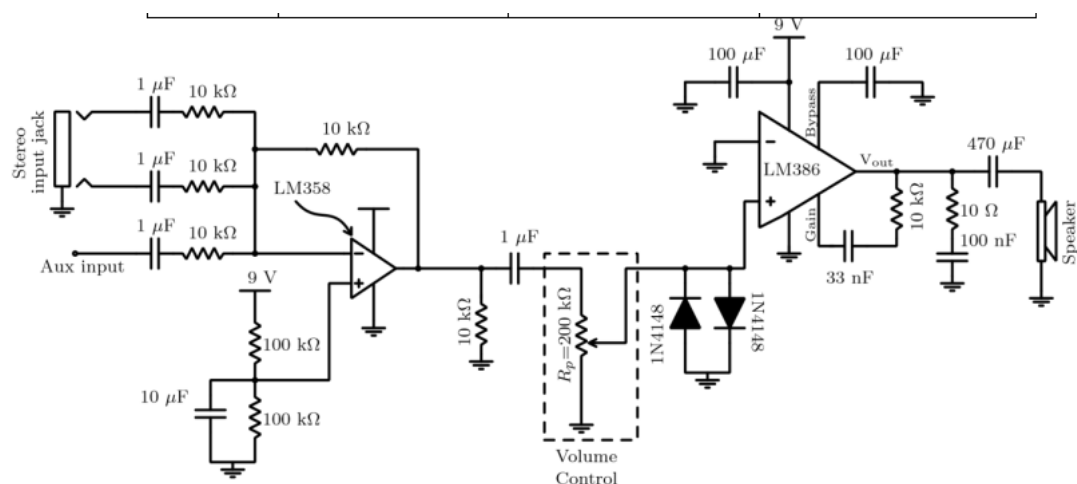 9 V
100 µF
100 µF
1 µF
10 kΩ
Stereo
input jack
10 kΩ
Bypass
1 µF
10 kΩ
LM358
LM386
Vout
470 µF
1 µF
10 kΩ
Aux input
Gain
10 kΩ
10 Ω
100 nF
33 nF
Speaker
9 V
1 µF
100 kΩ
10 µF
100 kΩ
10 kΩ
Rp=200 kΩ
1N4148
1N4148
Volume
Control